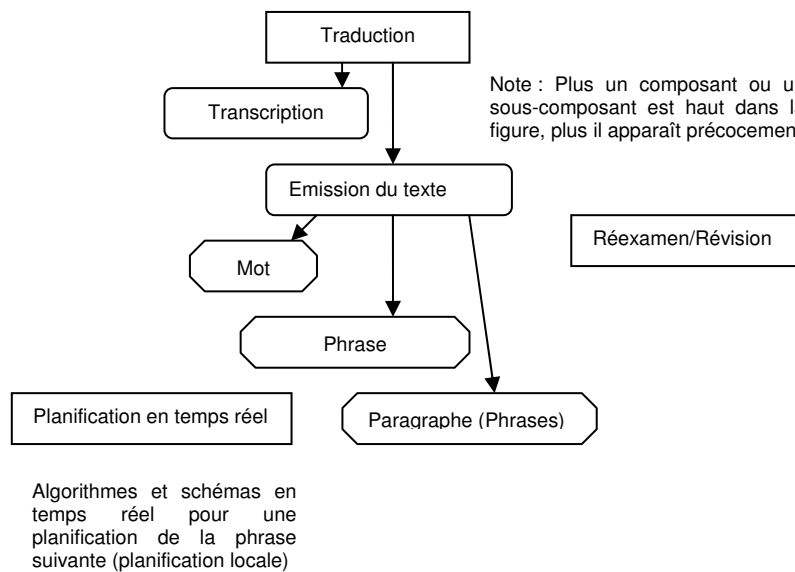 Traduction
Transcription
Note : Plus un composant ou u
sous-composant est haut dans l
figure, plus il apparaît précocemen
Emission du texte
Réexamen/Révision
Mot
Phrase
Planification en temps réel
Paragraphe (Phrases)
Algorithmes et schémas en
temps réel pour une
planification de la phrase
suivante (planification locale)